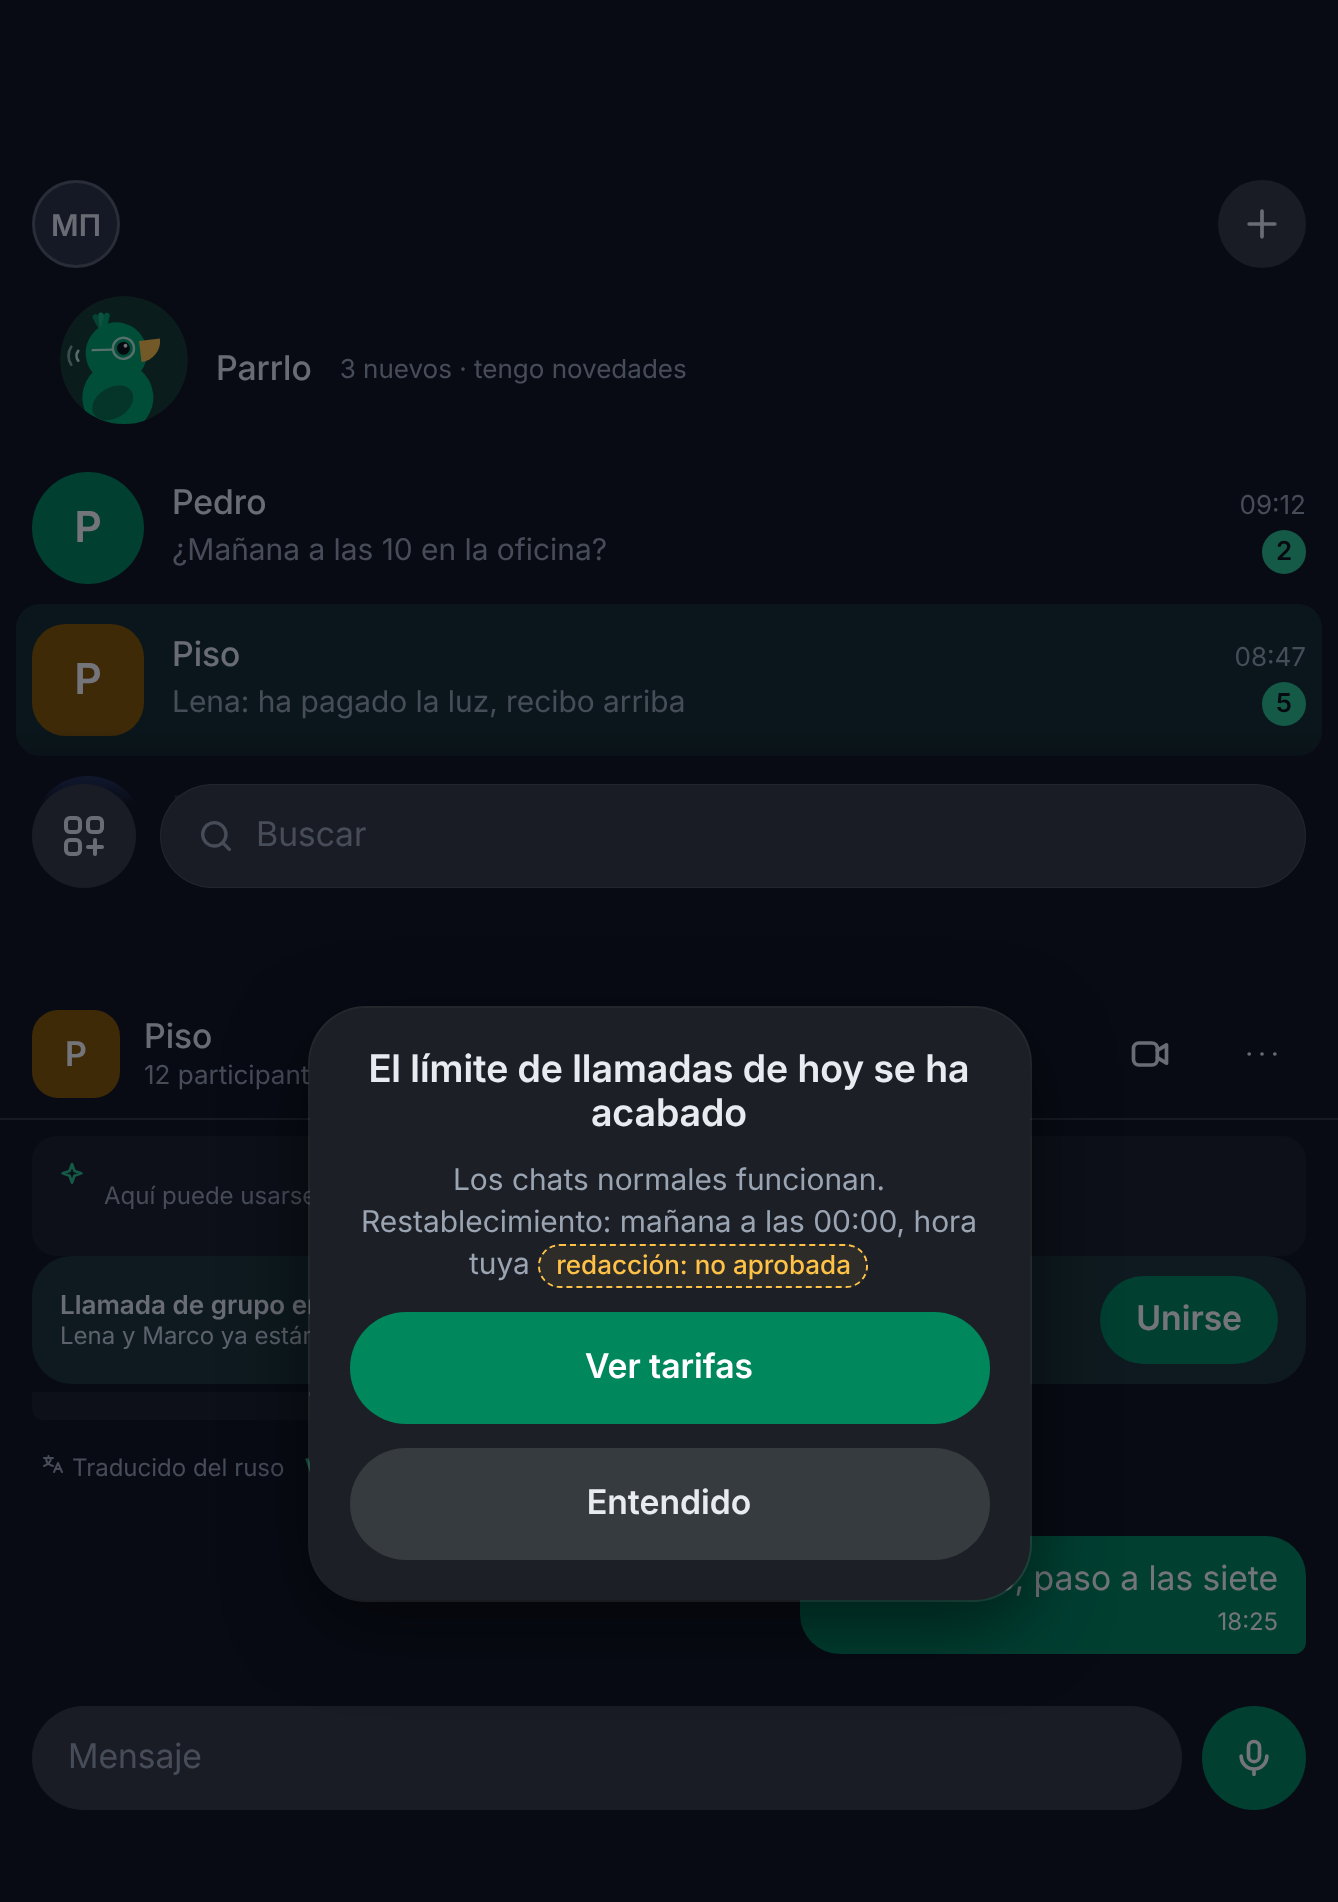 МП
Parrlo 3 nuevos · tengo novedades
P
Pedro
09:12
¿Mañana a las 10 en la oficina?
2
P
Piso
08:47
Lena: ha pagado la luz, recibo arriba
5
Buscar
P
Piso
12
El límite de llamadas de hoy se ha
acabado
Los chats normales funcionan.
Restablecimiento: mañana a las 00:00, hora
tuya redacción: no aprobada
Aquí puede usarse
Llamada de grupo
Lena y Marco ya
Unirse
Ver tarifas
Traducido del ruso
Entendido
, paso a las siete
18:25
Mensaje